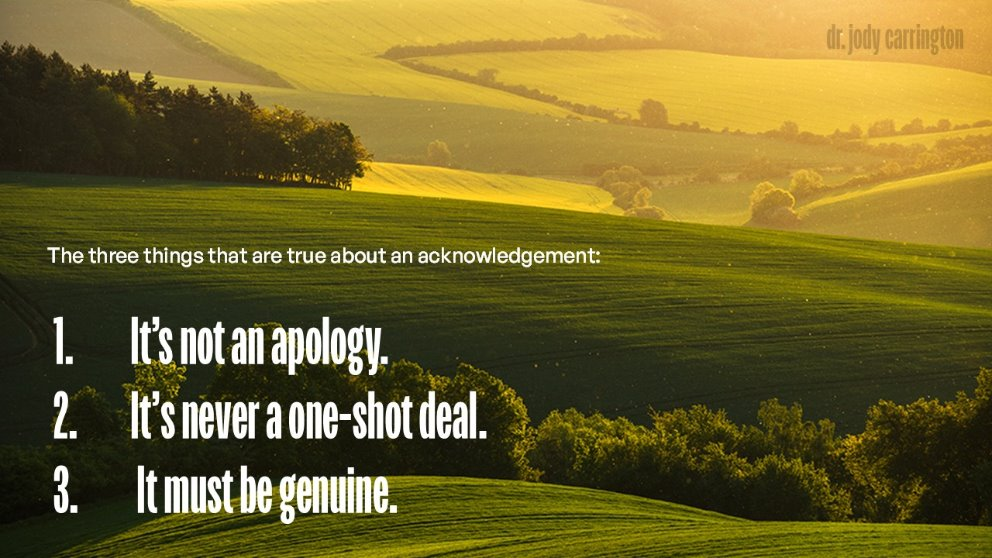 dr. jody carrington
The three things that are true about an acknowledgement:
1. It's not an apology.
2. It's never a one-shot deal.
3. It must be genuine.